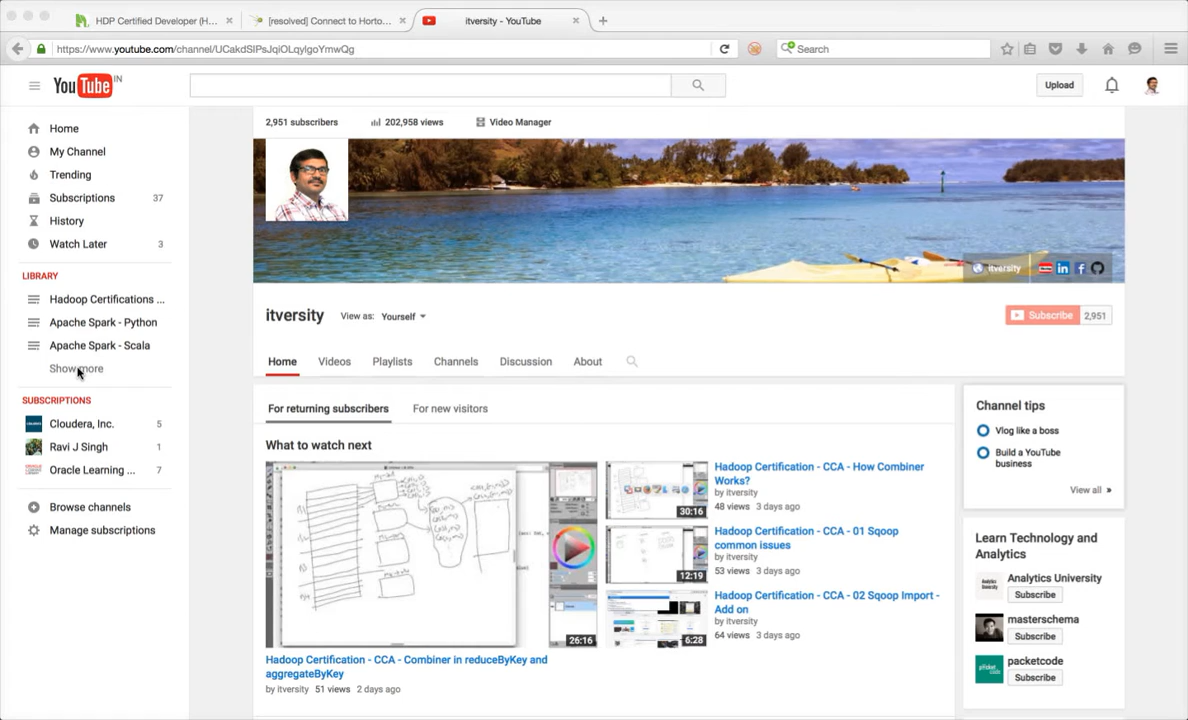 HDP Certified Developer (H...
[resolved] Connect to Horto...
itversity - YouTube
https://www.youtube.com/channel/UCakdSIPsJqiOLqylgoYmwQg
Search
YouTube IN
Upload
Home
My Channel
Trending
Subscriptions 37
History
Watch Later 3
LIBRARY
Hadoop Certifications ...
Apache Spark - Python
Apache Spark - Scala
Show more
SUBSCRIPTIONS
Cloudera, Inc. 5
Ravi J Singh 1
Oracle Learning ... 7
Browse channels
Manage subscriptions
2,951 subscribers
202,958 views
Video Manager
itversity
itversity
View as: Yourself
Subscribe 2,951
Home Videos Playlists Channels Discussion About
For returning subscribers
For new visitors
What to watch next
26:16
Hadoop Certification - CCA - Combiner in reduceByKey and
aggregateByKey
by itversity 51 views 2 days ago
30:16
Hadoop Certification - CCA - How Combiner
Works?
by itversity
48 views 3 days ago
12:19
Hadoop Certification - CCA - 01 Sqoop
common issues
by itversity
53 views 3 days ago
6:28
Hadoop Certification - CCA - 02 Sqoop Import -
Add on
by itversity
64 views 3 days ago
Channel tips
Vlog like a boss
Build a YouTube
business
View all »
Learn Technology and
Analytics
Analytics University
Subscribe
masterschema
Subscribe
packetcode
Subscribe